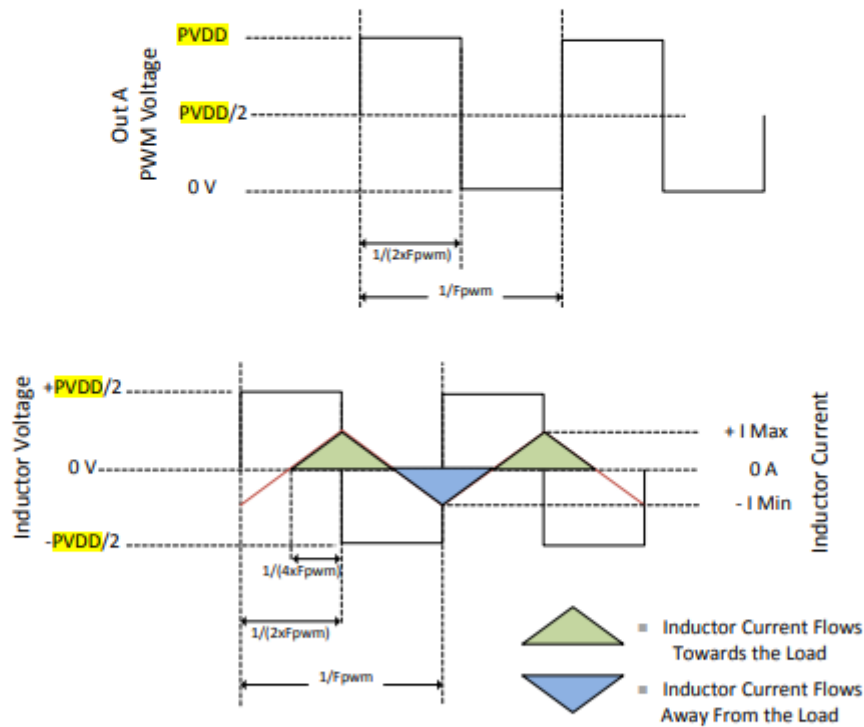 PVDD
Out A
PWM Voltage
PVDD/2
0 V
1/(2xFpwm)
1/Fpwm
Inductor Voltage
+PVDD/2
0 V
-PVDD/2
+ I Max
0 A
- I Min
Inductor Current
1/(4xFpwm)
1/(2xFpwm)
1/Fpwm
= Inductor Current Flows
Towards the Load
= Inductor Current Flows
Away From the Load